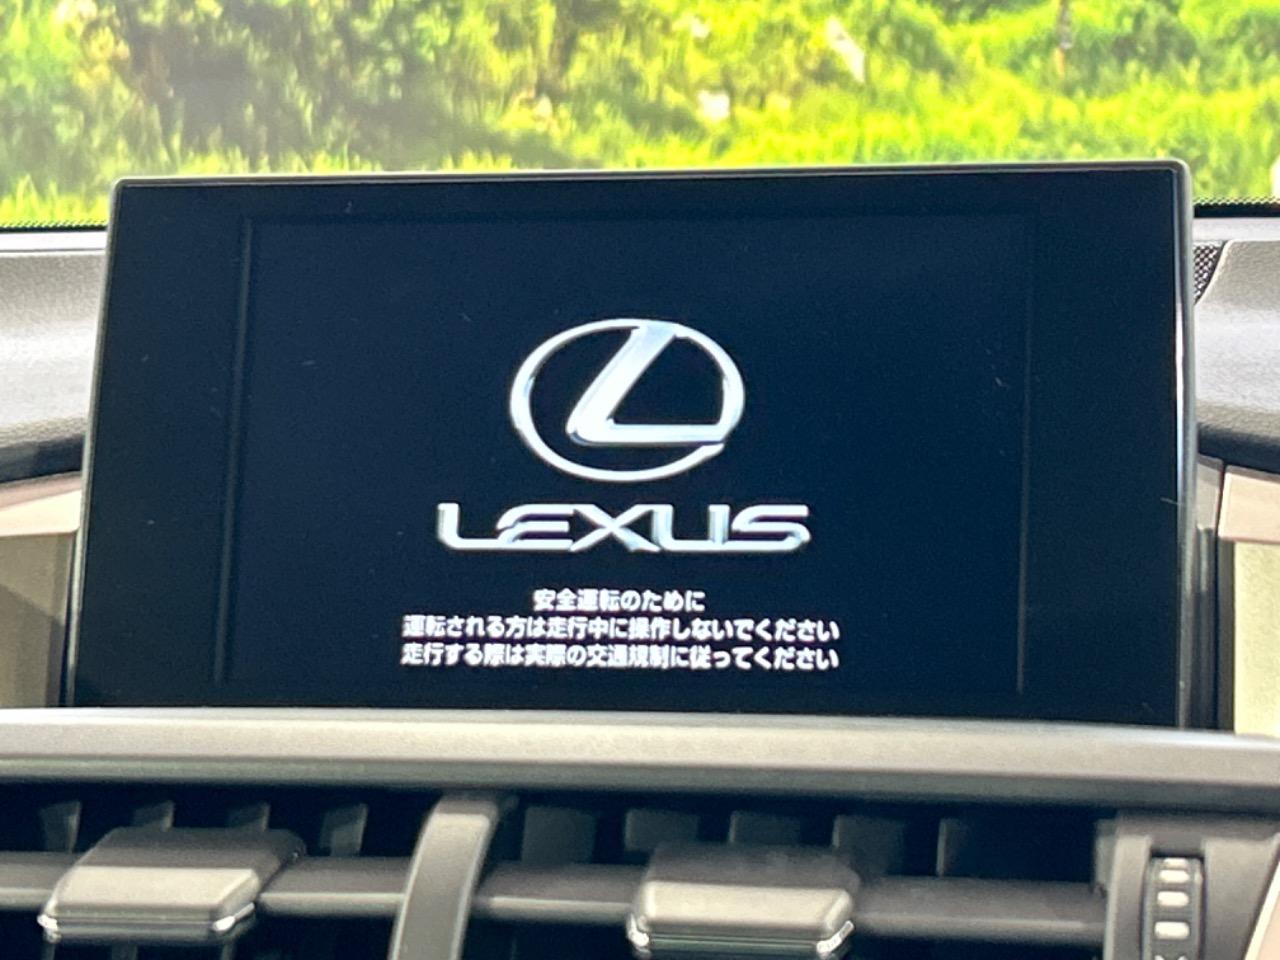 LEXUS
安全運転のために
運転される方は走行中に操作しないでください
走行する際は実際の交通規制に従ってください